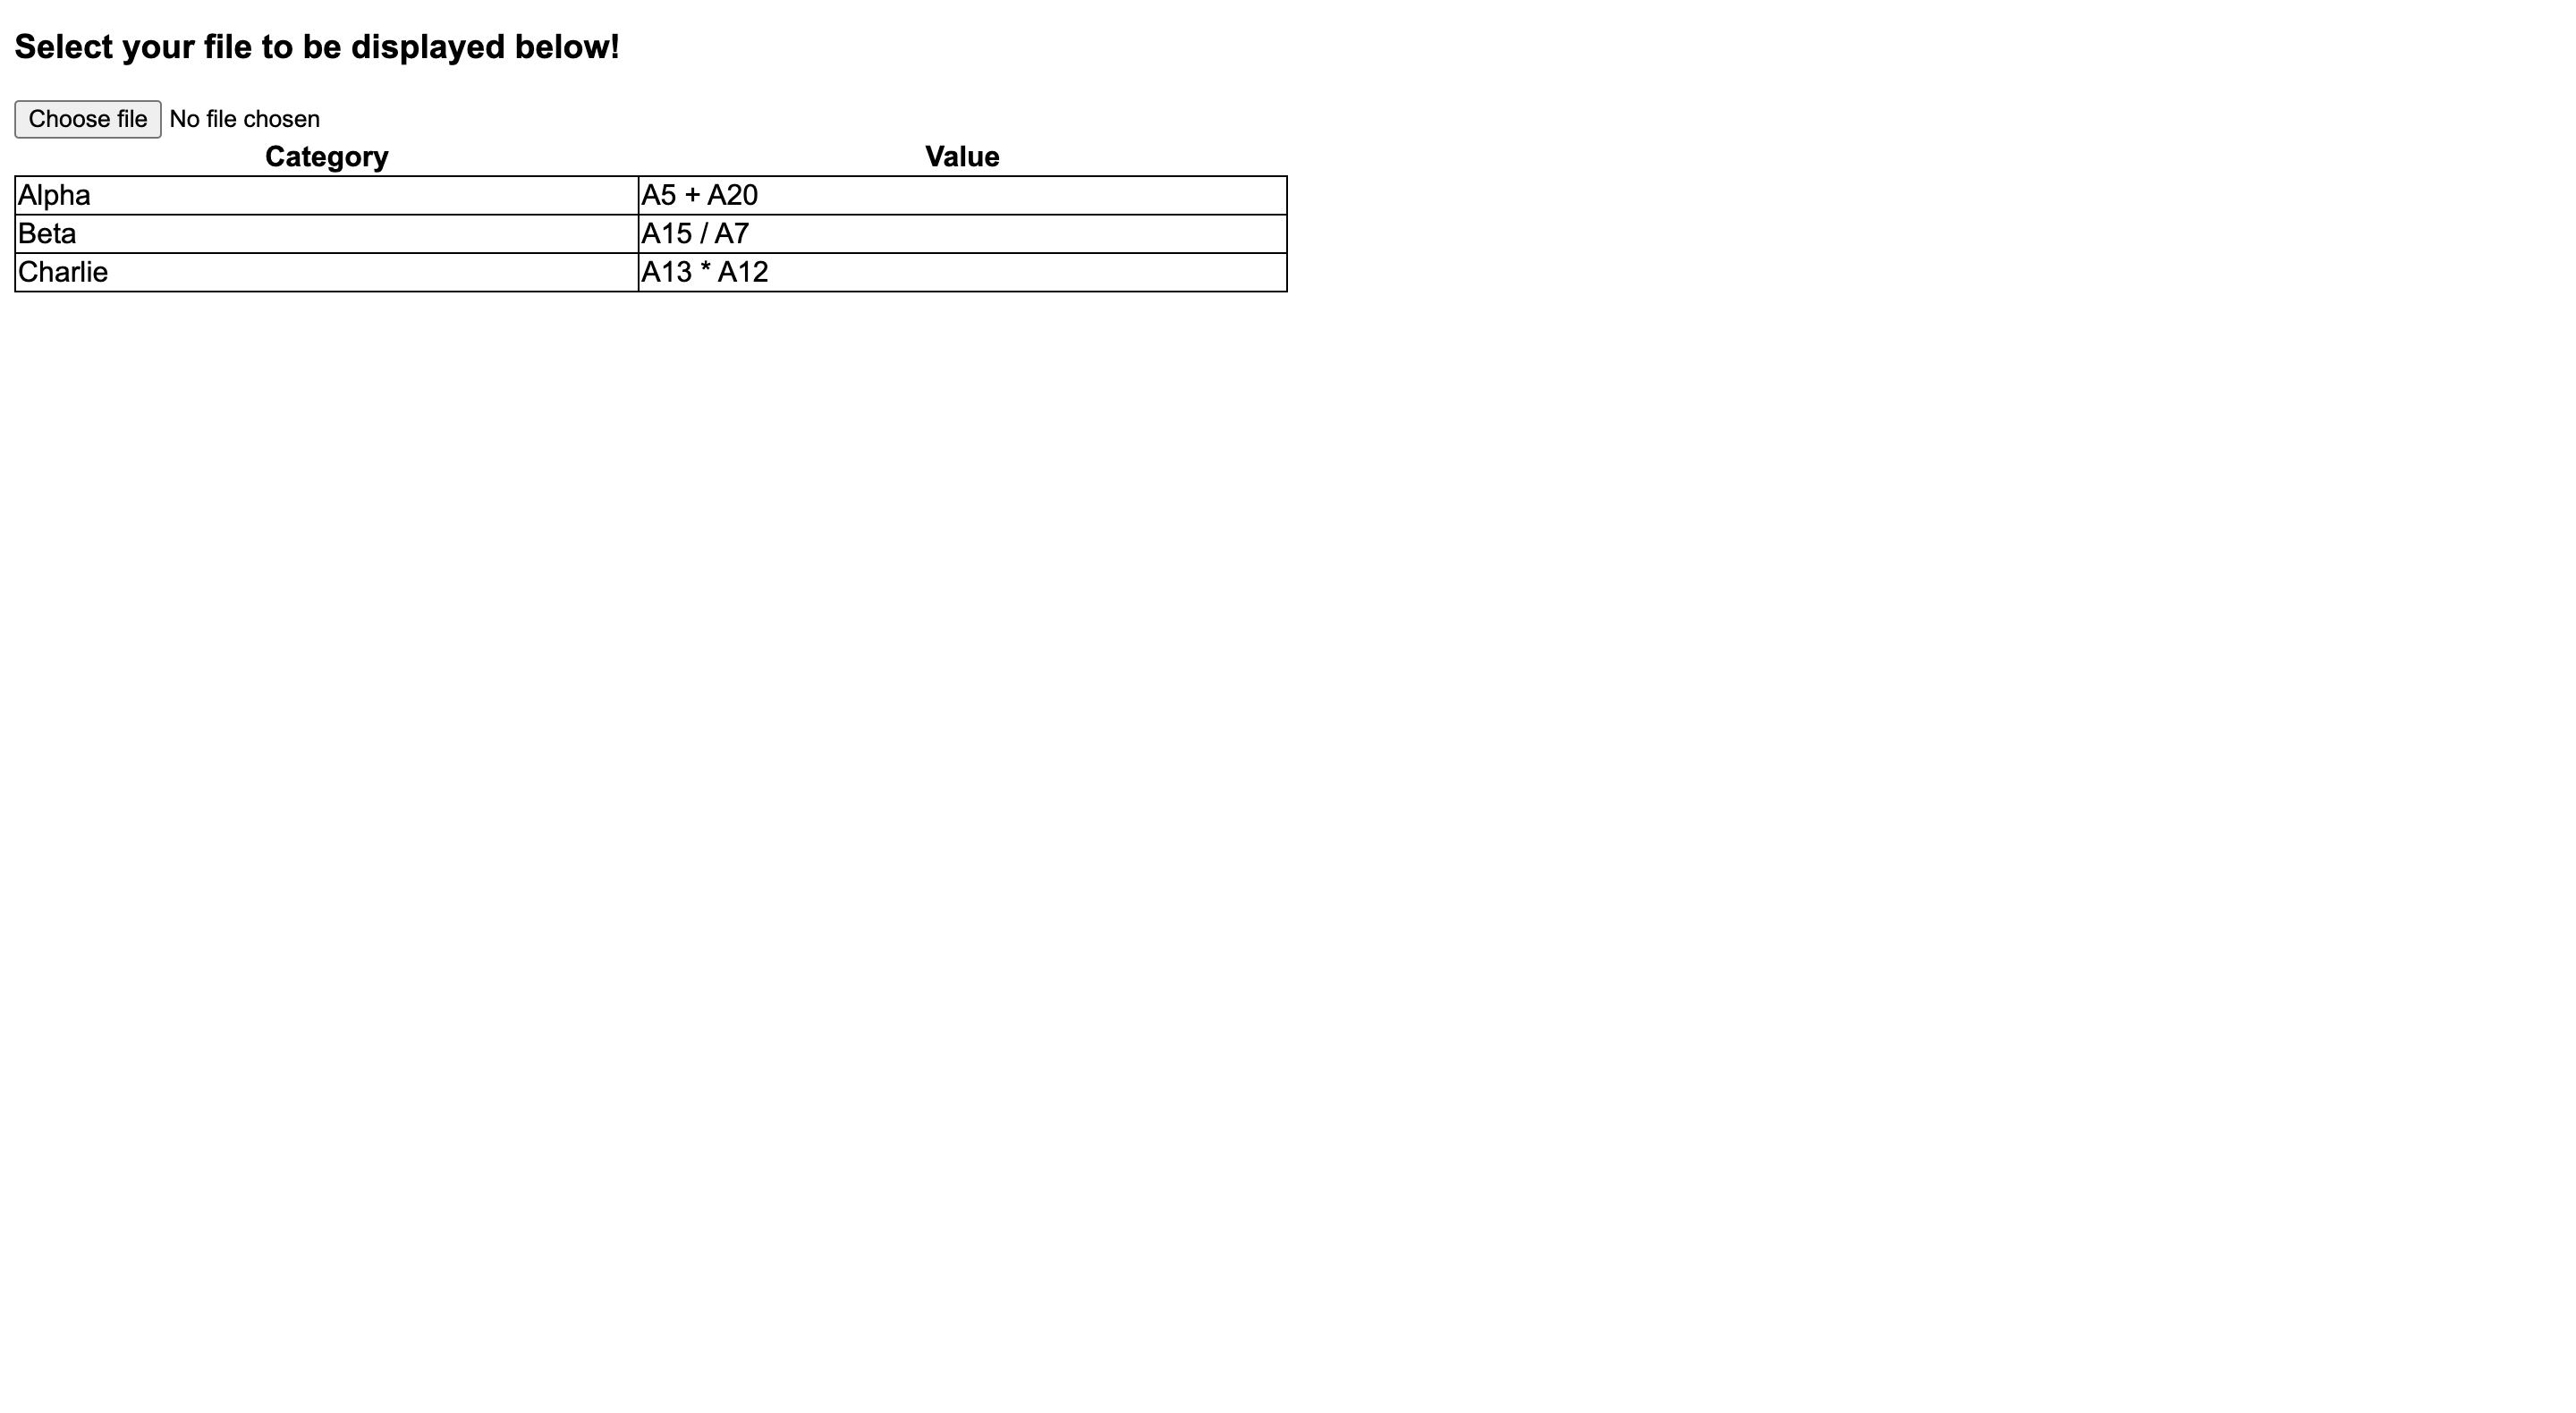 Select your file to be displayed below!
Choose file No file chosen
Category Value
Alpha A5 + A20
Beta A15 / A7
Charlie A13 * A12